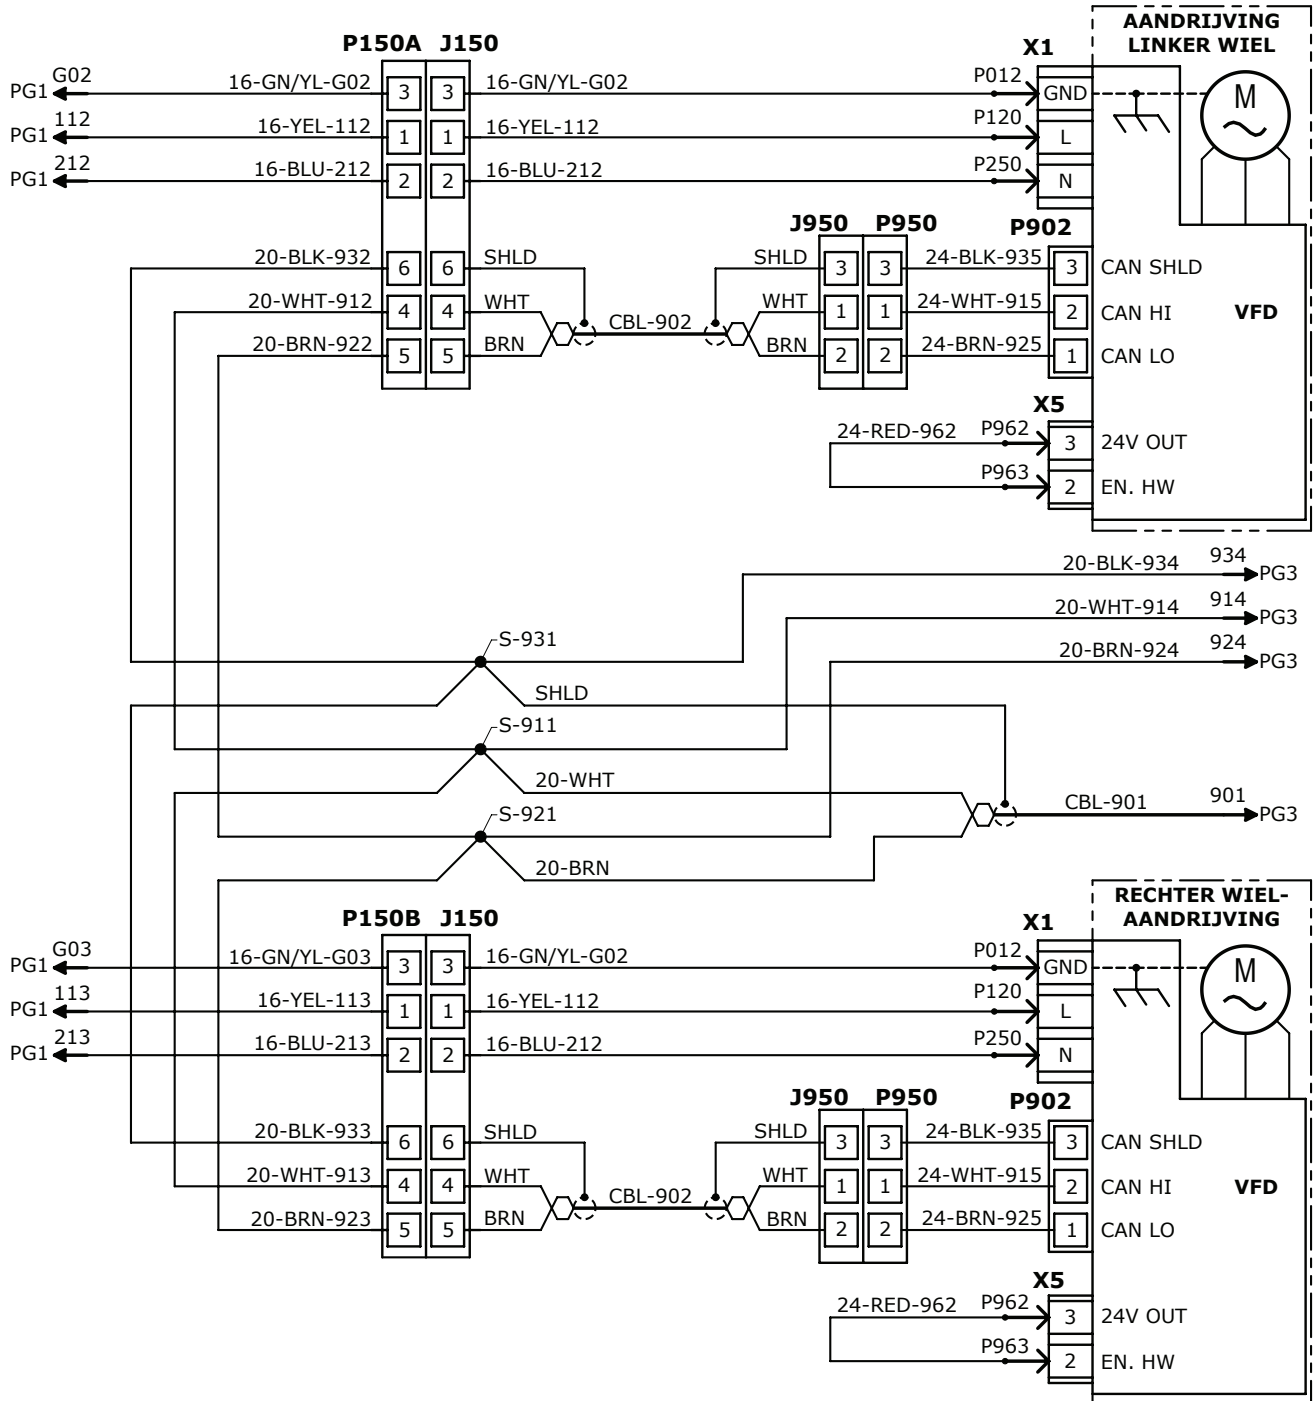 AANDRIJVING
LINKER WIEL
P150A J150 X1
PG1 G02 16-GN/YL-G02 3 3 16-GN/YL-G02 P012 GND M
PG1 112 16-YEL-112 1 1 16-YEL-112 P120 L
PG1 212 16-BLU-212 2 2 16-BLU-212 P250 N
J950 P950 P902
20-BLK-932 6 6 SHLD SHLD 3 3 24-BLK-935 3 CAN SHLD
20-WHT-912 4 4 WHT CBL-902 WHT 1 1 24-WHT-915 2 CAN HI VFD
20-BRN-922 5 5 BRN BRN 2 2 24-BRN-925 1 CAN LO
X5
24-RED-962 P962 3 24V OUT
P963 2 EN. HW
20-BLK-934 934 PG3
20-WHT-914 914 PG3
S-931 20-BRN-924 924 PG3
SHLD
S-911
20-WHT
CBL-901 901 PG3
S-921
20-BRN
RECHTER WIEL-
AANDRIJVING
P150B J150 X1
PG1 G03 16-GN/YL-G03 3 3 16-GN/YL-G02 P012 GND M
PG1 113 16-YEL-113 1 1 16-YEL-112 P120 L
PG1 213 16-BLU-213 2 2 16-BLU-212 P250 N
J950 P950 P902
20-BLK-933 6 6 SHLD SHLD 3 3 24-BLK-935 3 CAN SHLD
20-WHT-913 4 4 WHT CBL-902 WHT 1 1 24-WHT-915 2 CAN HI VFD
20-BRN-923 5 5 BRN BRN 2 2 24-BRN-925 1 CAN LO
X5
24-RED-962 P962 3 24V OUT
P963 2 EN. HW